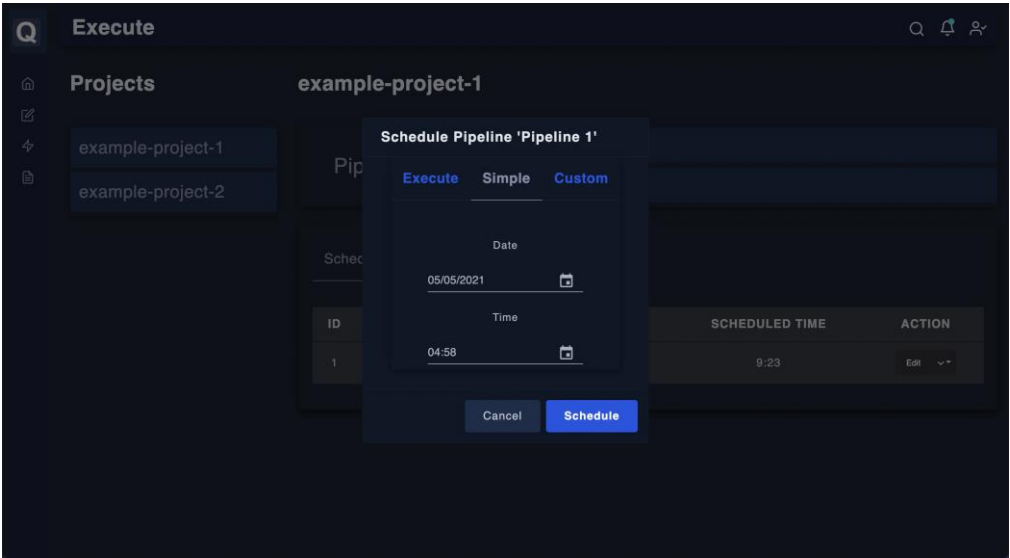 Q
Execute
Projects
example-project-1
example-project-1
example-project-2
Pip
Schedule Pipeline 'Pipeline 1'
Execute Simple Custom
Date
05/05/2021
Time
04:58
Cancel Schedule
Sched
ID SCHEDULED TIME ACTION
1 9:23 Edit